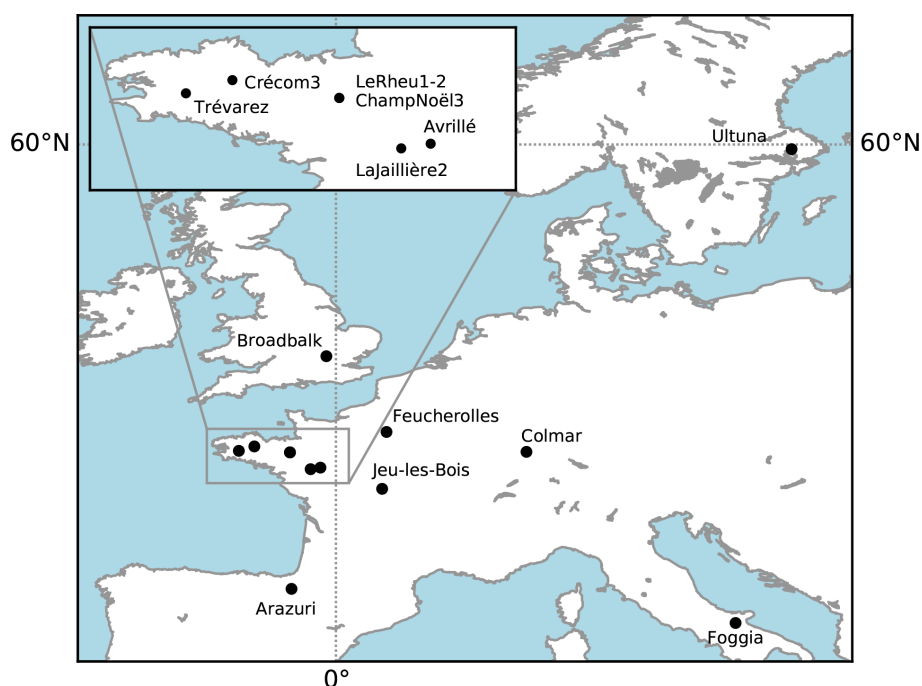 Crécom3
LeRheu1-2
Trévarez
ChampNoël3
Avrillé
LaJaillière2
60°N
Ultuna
60°N
Broadbalk
Feucherolles
Colmar
Jeu-les-Bois
Arazuri
Foggia
0°